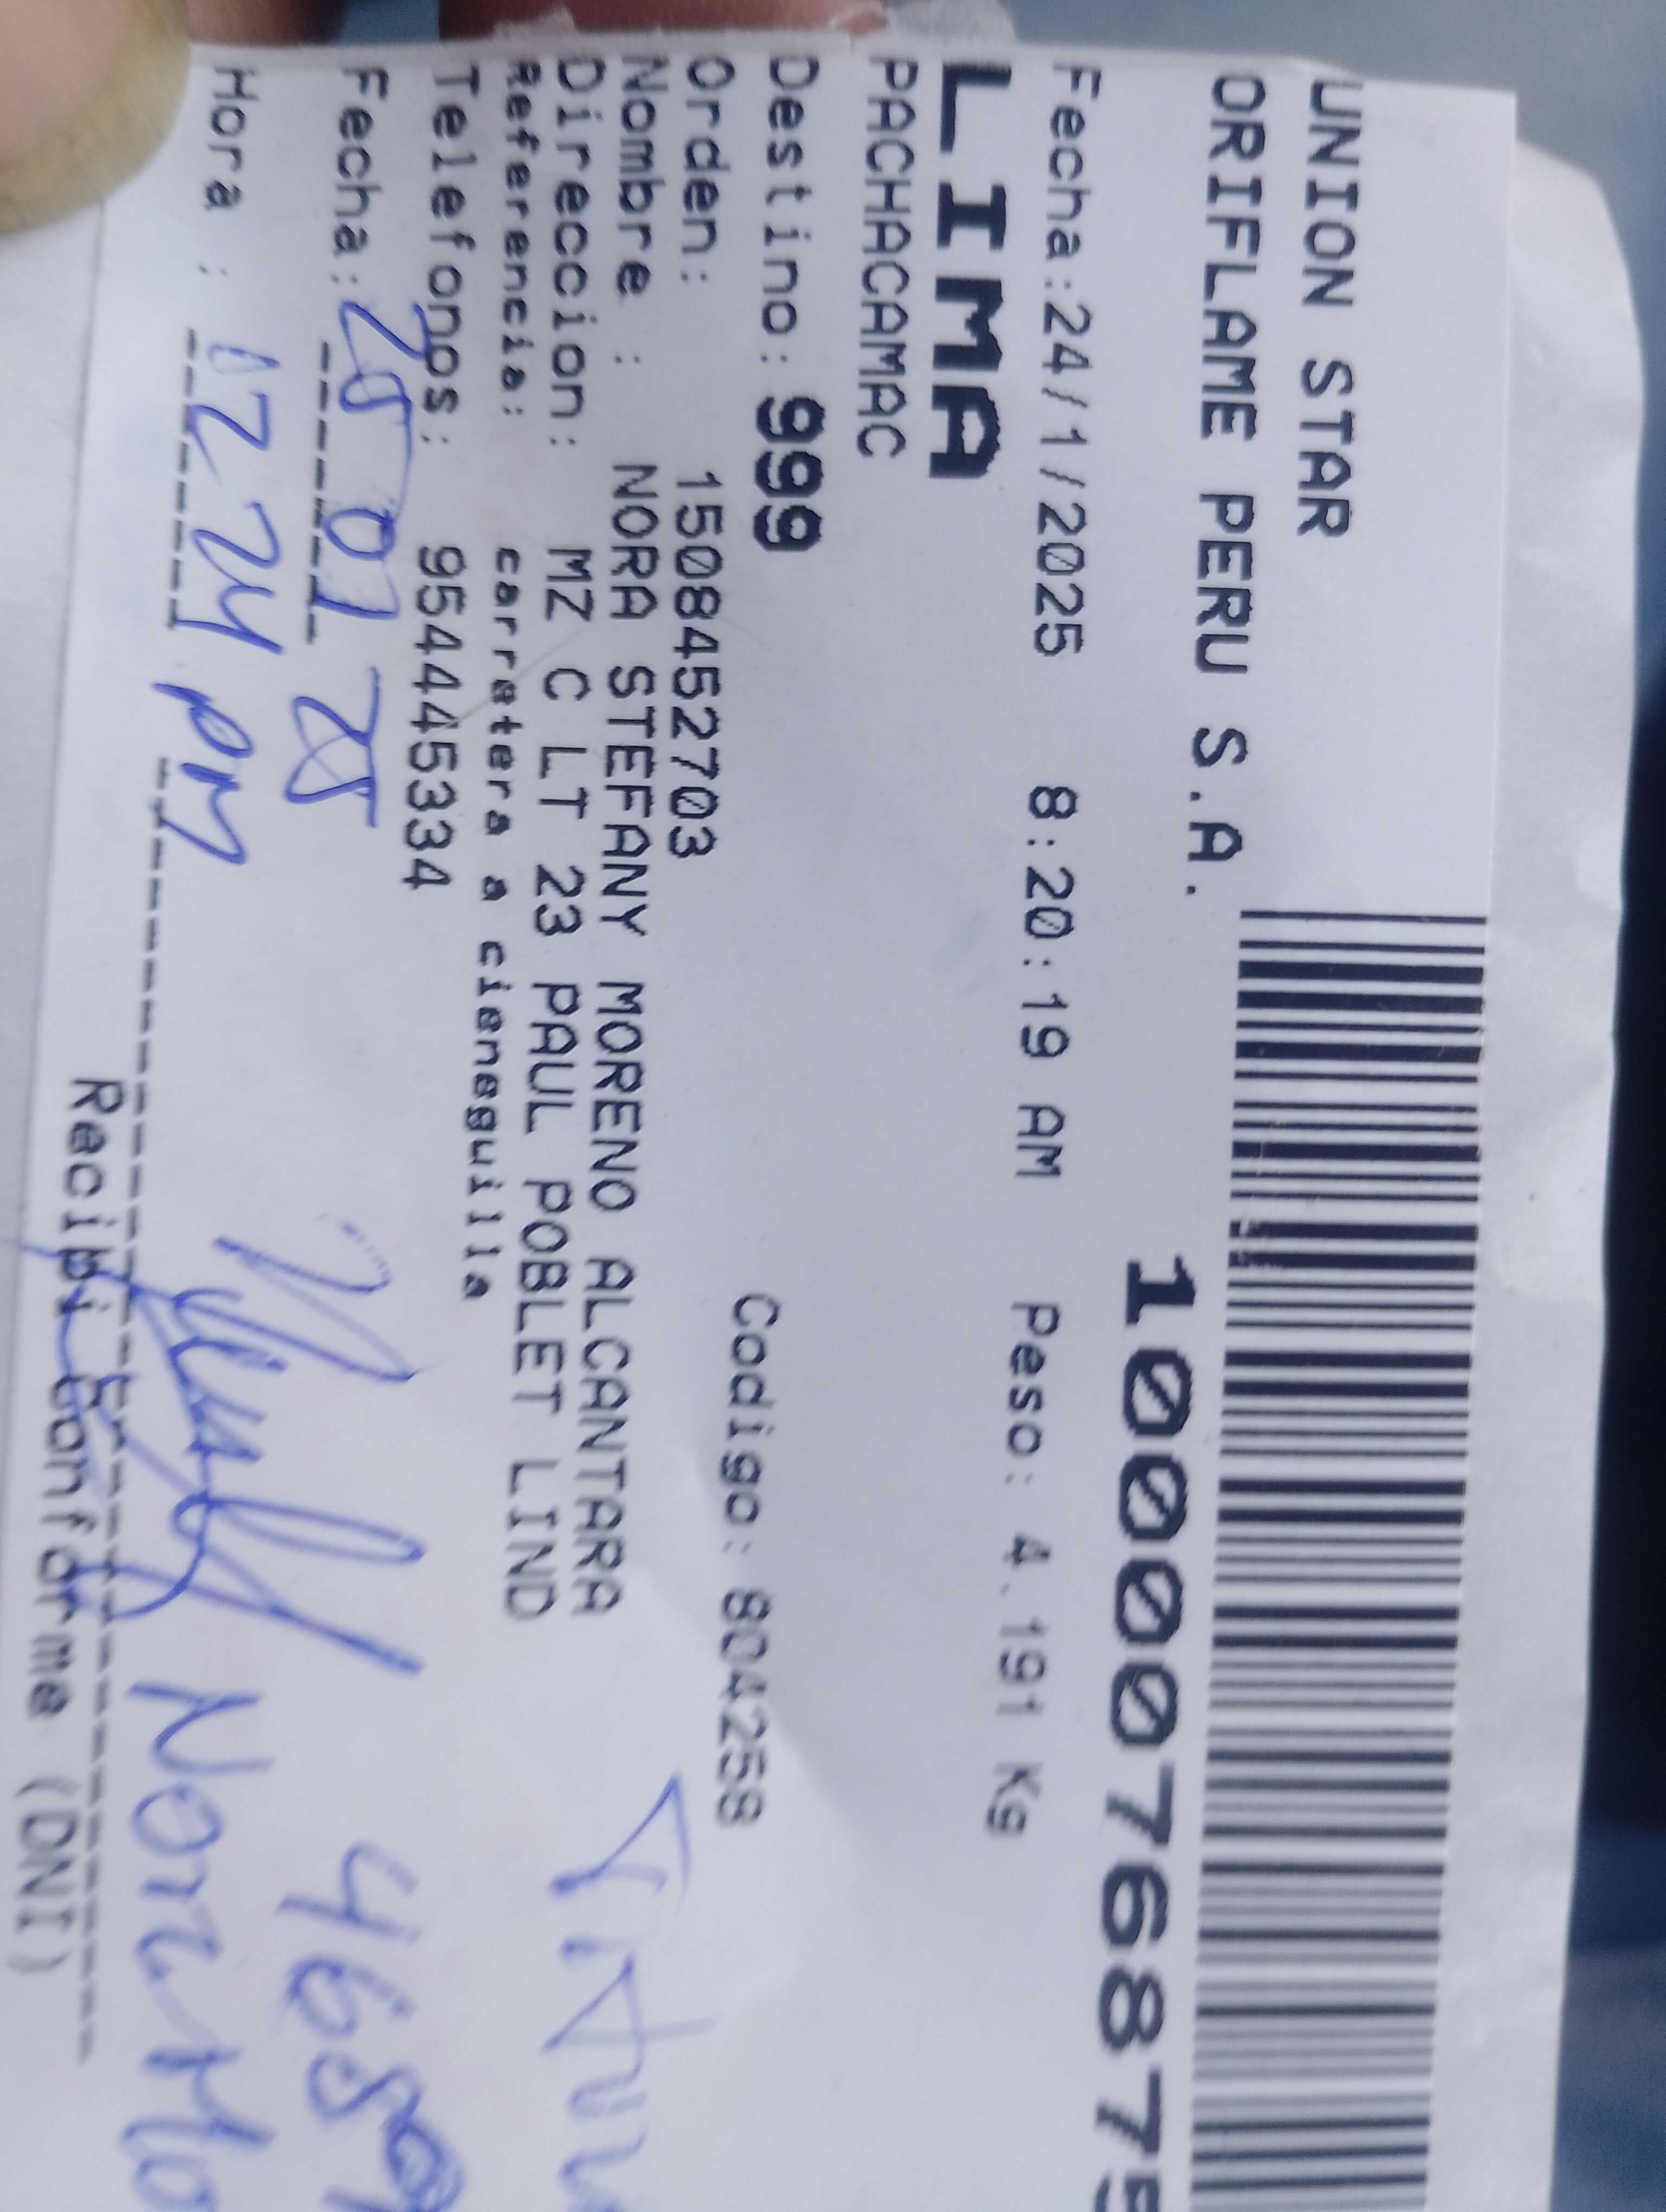 UNION STAR
ORIFLAME PERU S.A.
1000076875
Fecha:24/1/2025 8:20:19 AM Peso: 4.191 Kg
LIMA
PACHACAMAC
Destino: 999 Codigo: 804258
Orden: 1508452703
Nombre : NORA STEFANY MORENO ALCANTARA
Direccion: MZ C LT 23 PAUL POBLET LIND
Referencia: carretera a cieneguilla
Telefonos: 954445334
Fecha: 25 01 25
Hora : 12 24 PM
Recibi Conforme (DNI)